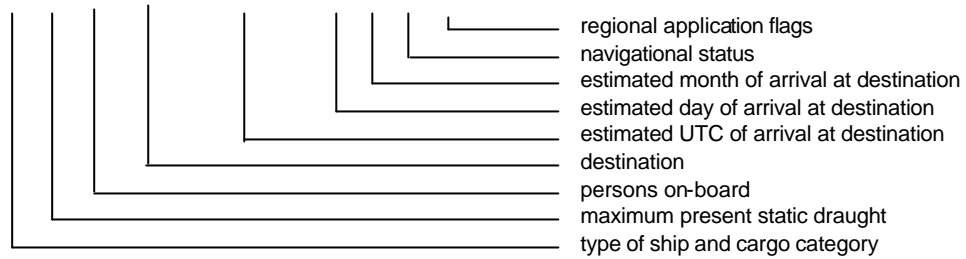 regional application flags
navigational status
estimated month of arrival at destination
estimated day of arrival at destination
estimated UTC of arrival at destination
destination
persons on-board
maximum present static draught
type of ship and cargo category